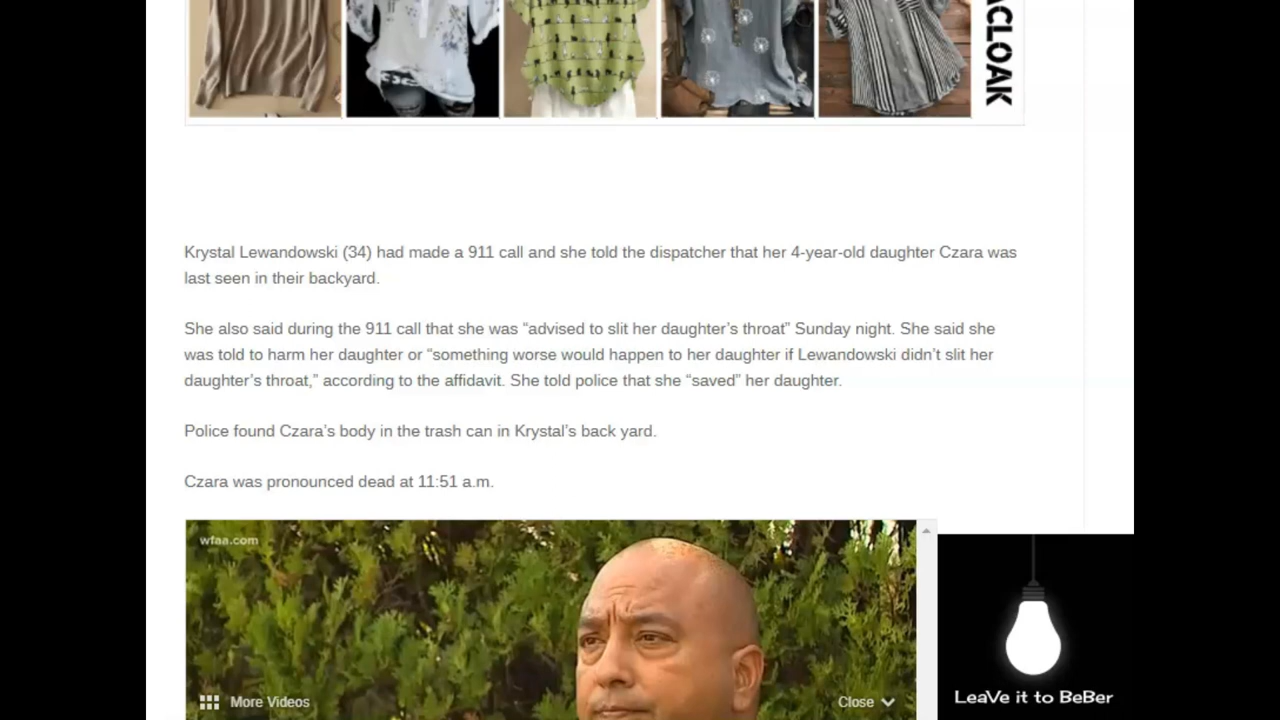 ACLOAK
Krystal Lewandowski (34) had made a 911 call and she told the dispatcher that her 4-year-old daughter Czara was
last seen in their backyard.
She also said during the 911 call that she was “advised to slit her daughter’s throat” Sunday night. She said she
was told to harm her daughter or “something worse would happen to her daughter if Lewandowski didn’t slit her
daughter’s throat,” according to the affidavit. She told police that she “saved” her daughter.
Police found Czara’s body in the trash can in Krystal’s back yard.
Czara was pronounced dead at 11:51 a.m.
wfaa.com
More Videos
Close
LeaVe it to BeBer